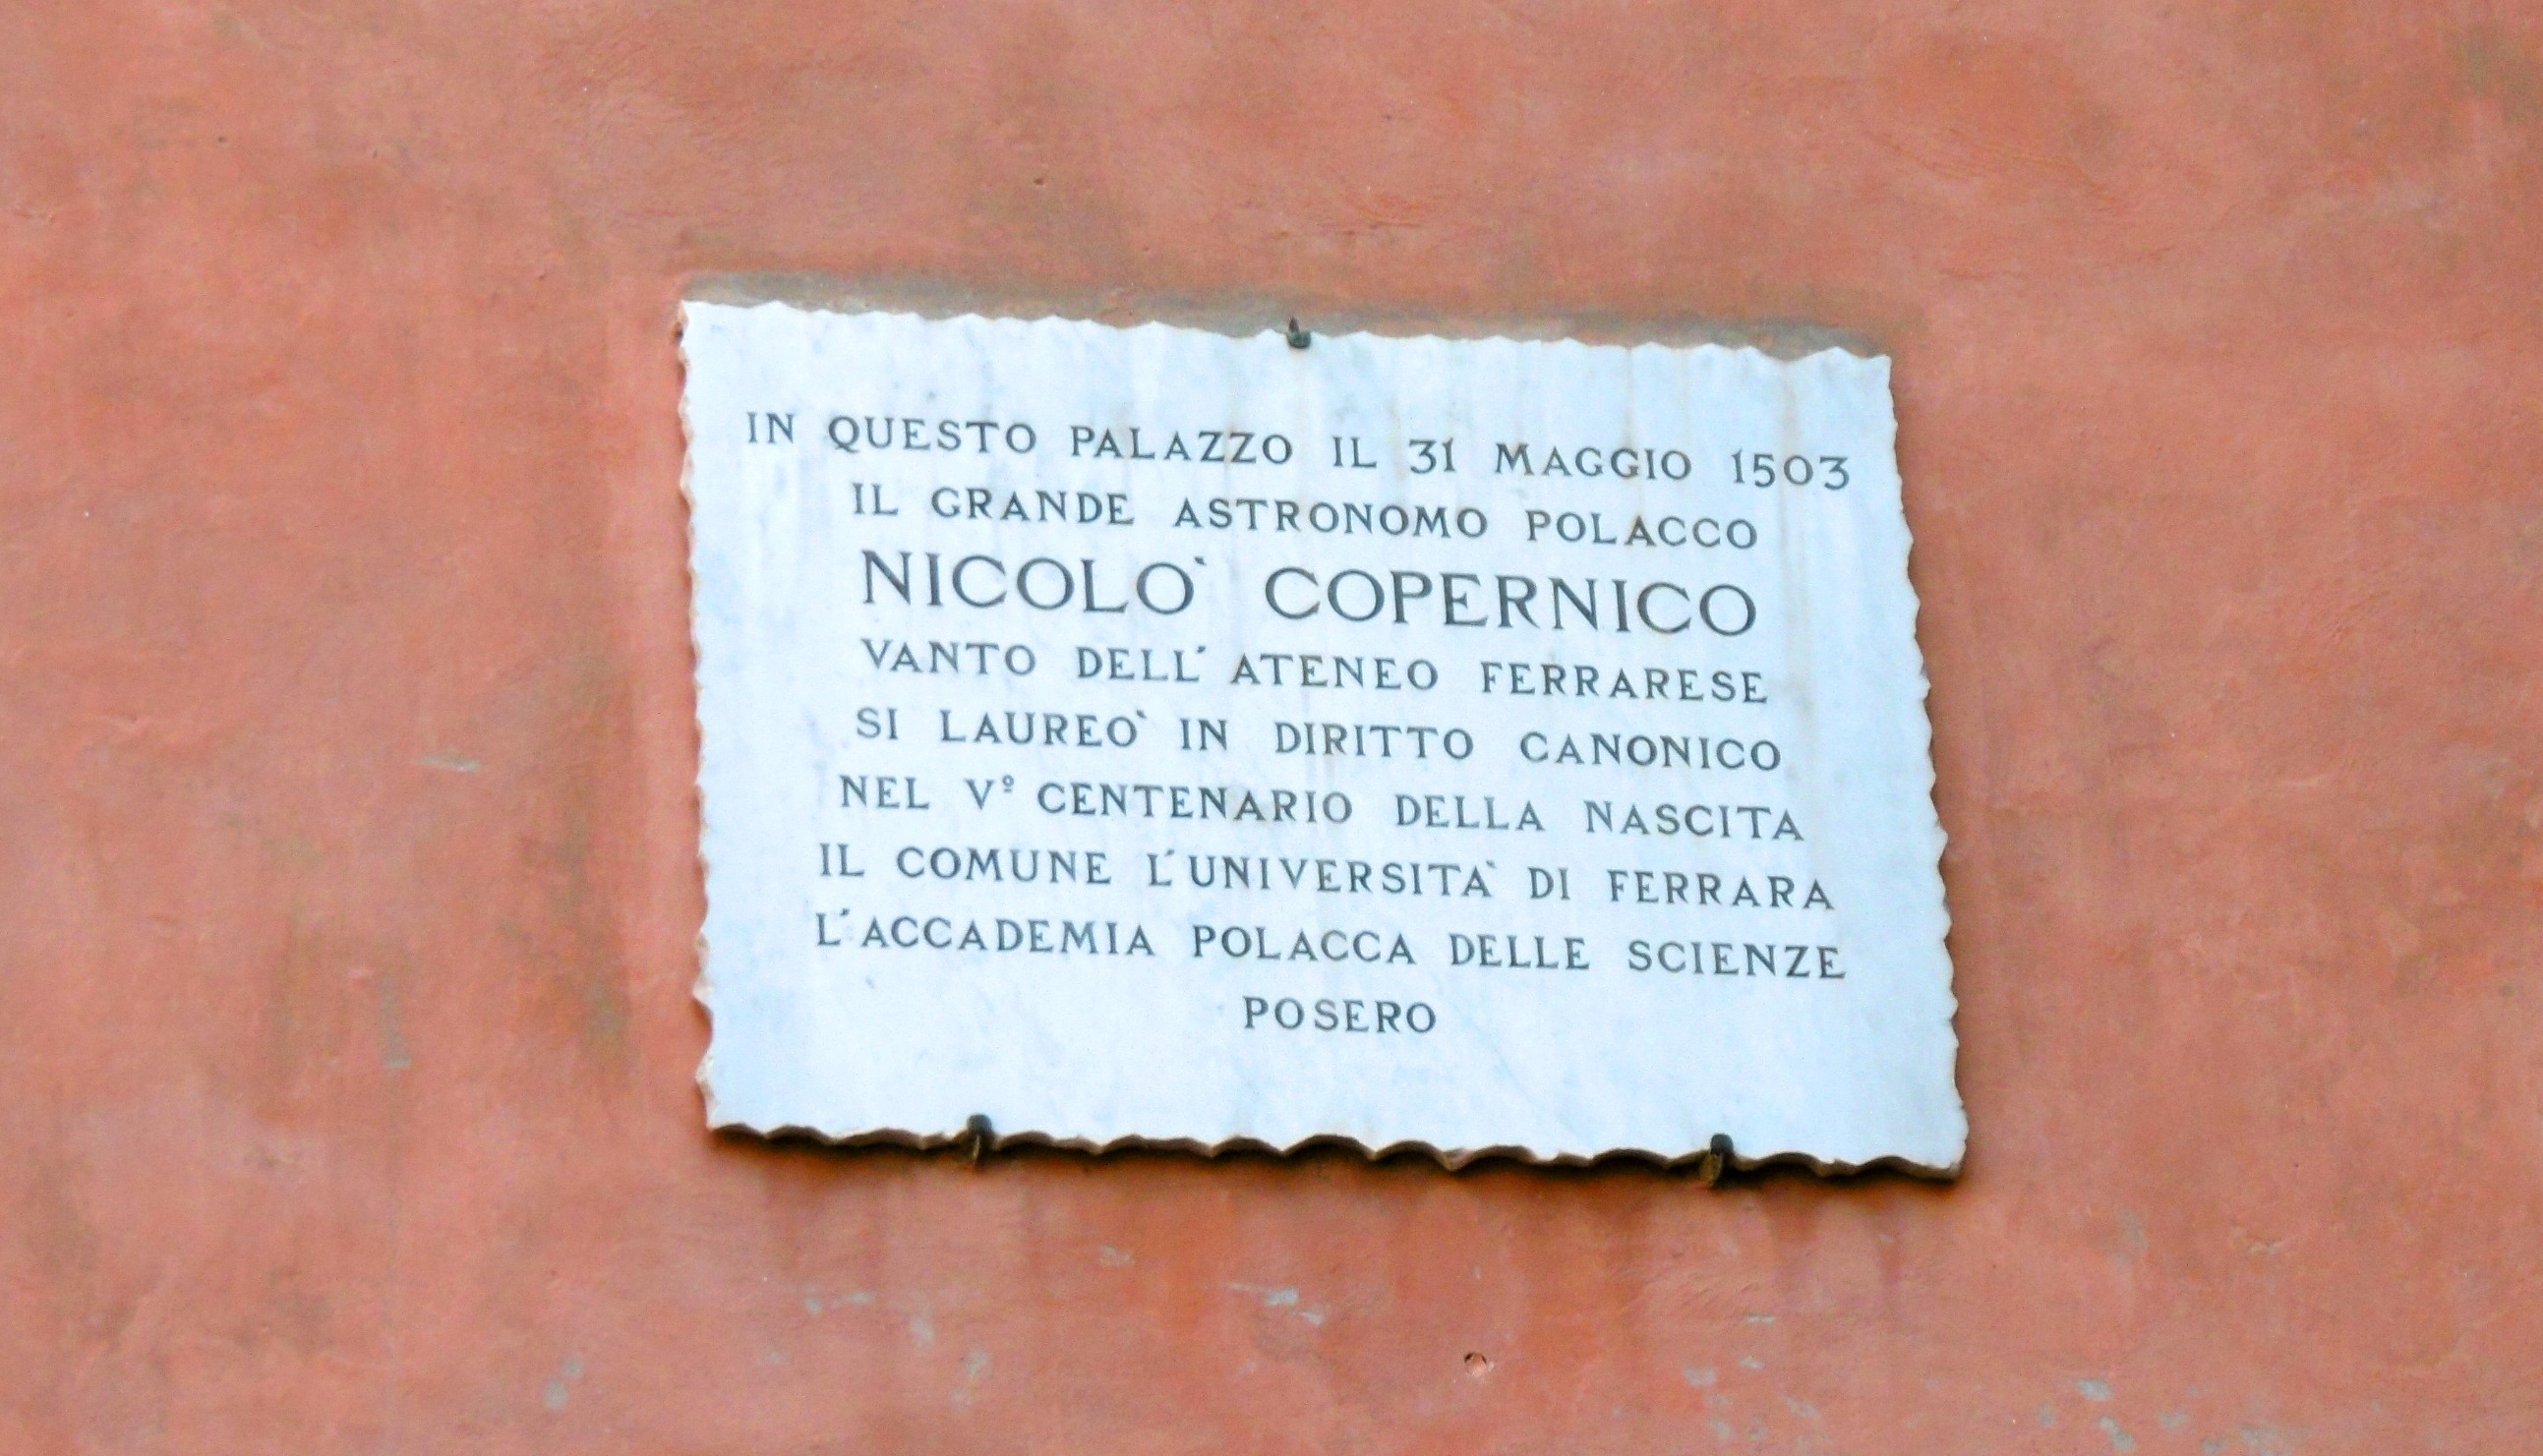 IN QUESTO PALAZZO IL 31 MAGGIO 1503
IL GRANDE ASTRONOMO POLACCO
NICOLO` COPERNICO
VANTO DELL'ATENEO FERRARESE
SI LAUREO` IN DIRITTO CANONICO
NEL Vº CENTENARIO DELLA NASCITA
IL COMUNE L'UNIVERSITA` DI FERRARA
L'ACCADEMIA POLACCA DELLE SCIENZE
POSERO